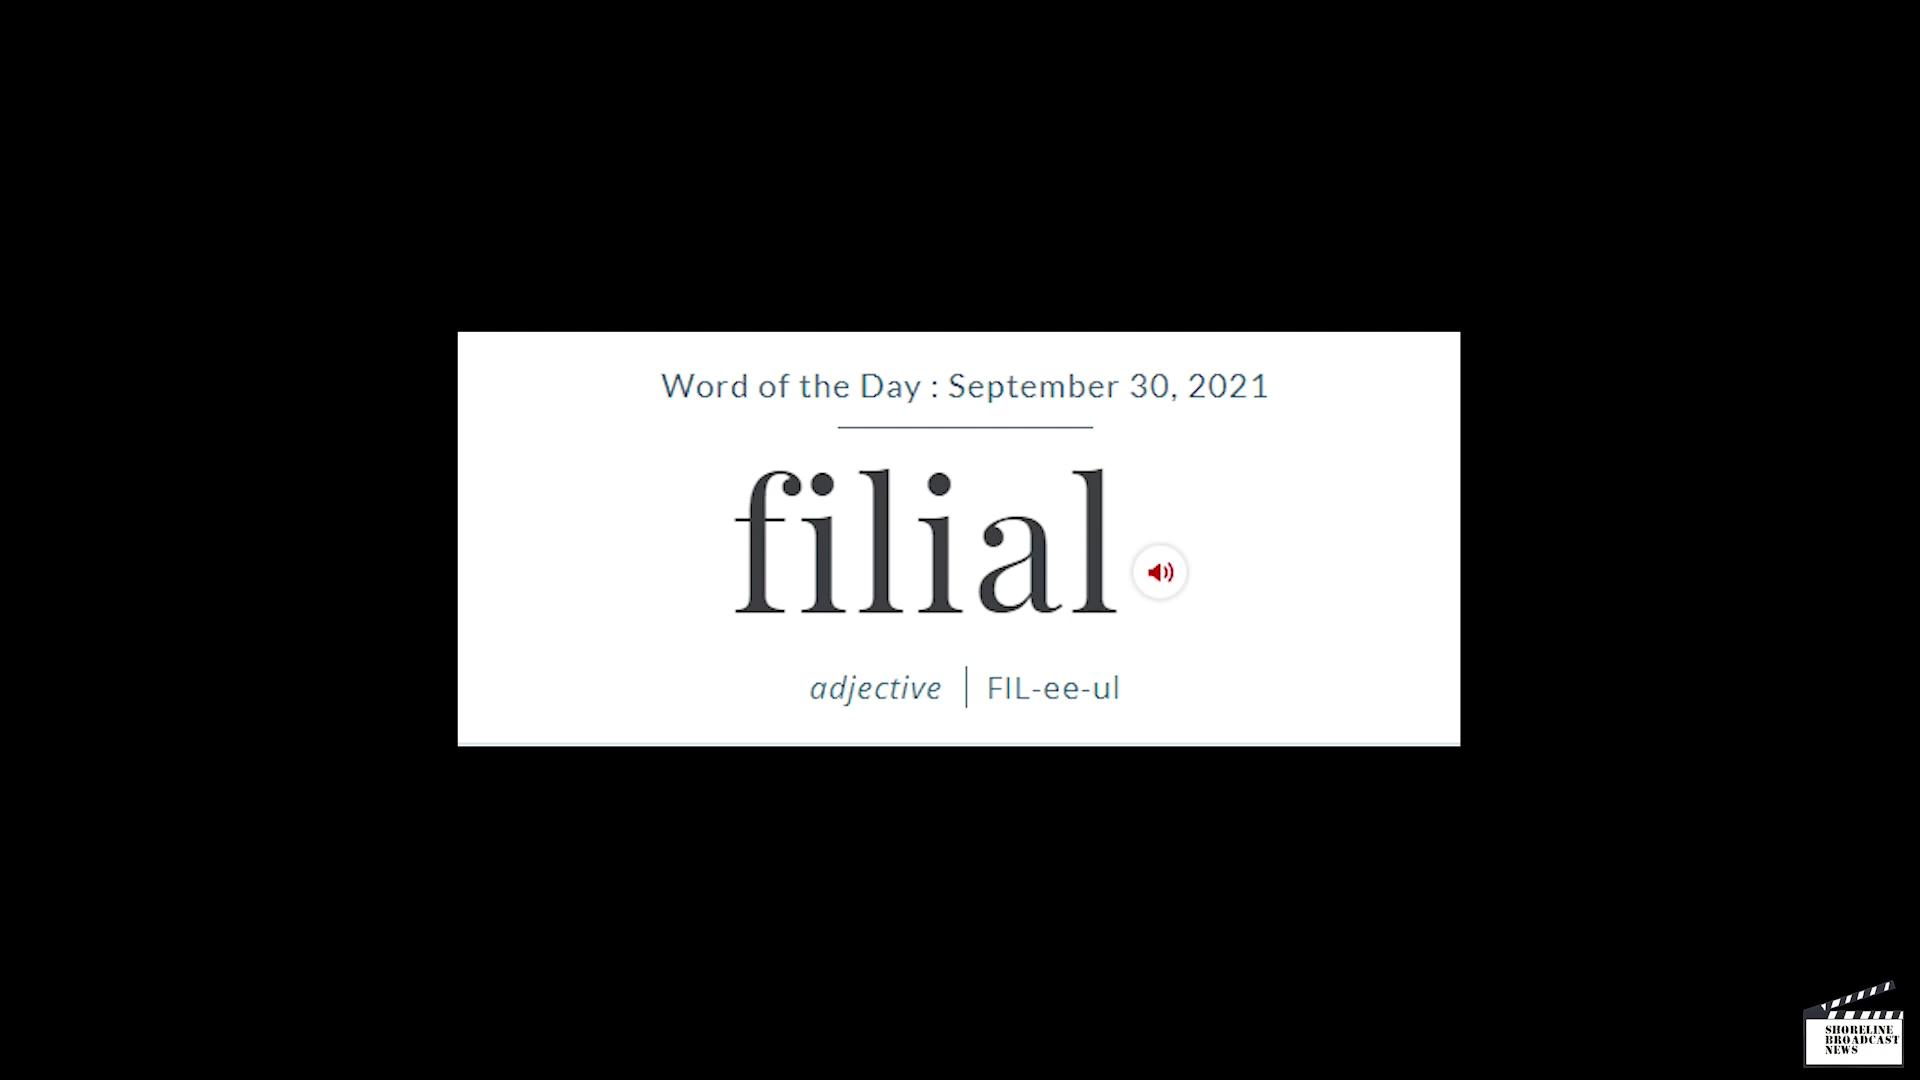 Word of the Day : September 30, 2021
filial
adjective | FIL-ee-ul
SHORELINE
BROADCAST
NEWS